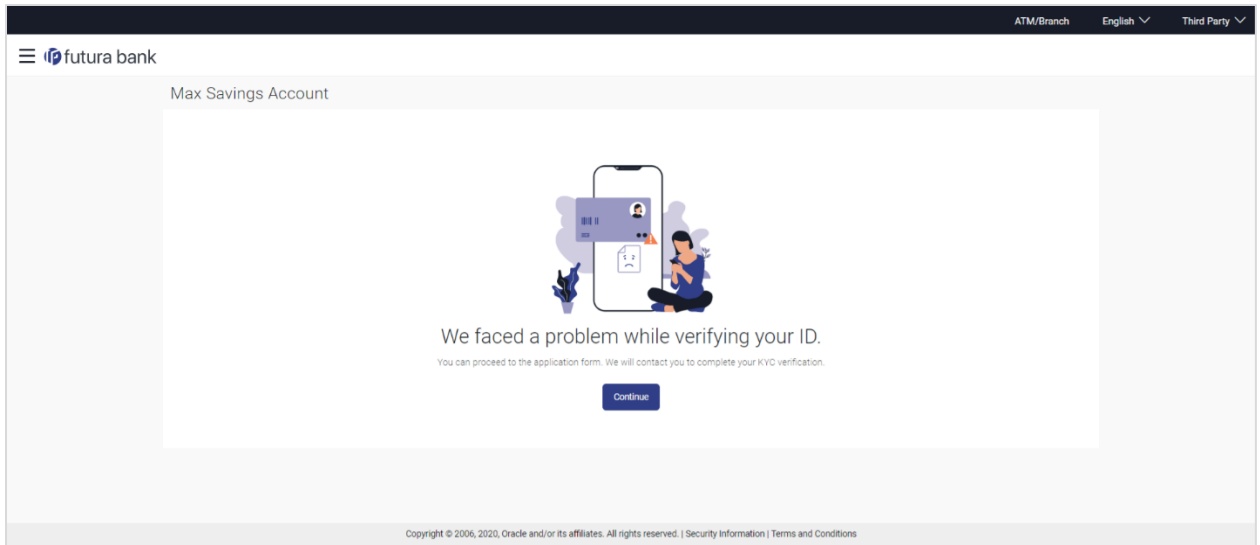 ATM/Branch English Third Party
futura bank
Max Savings Account
We faced a problem while verifying your ID.
You can proceed to the application form. We will contact you to complete your KYC verification.
Continue
Copyright © 2006, 2020, Oracle and/or its affiliates. All rights reserved. | Security Information | Terms and Conditions